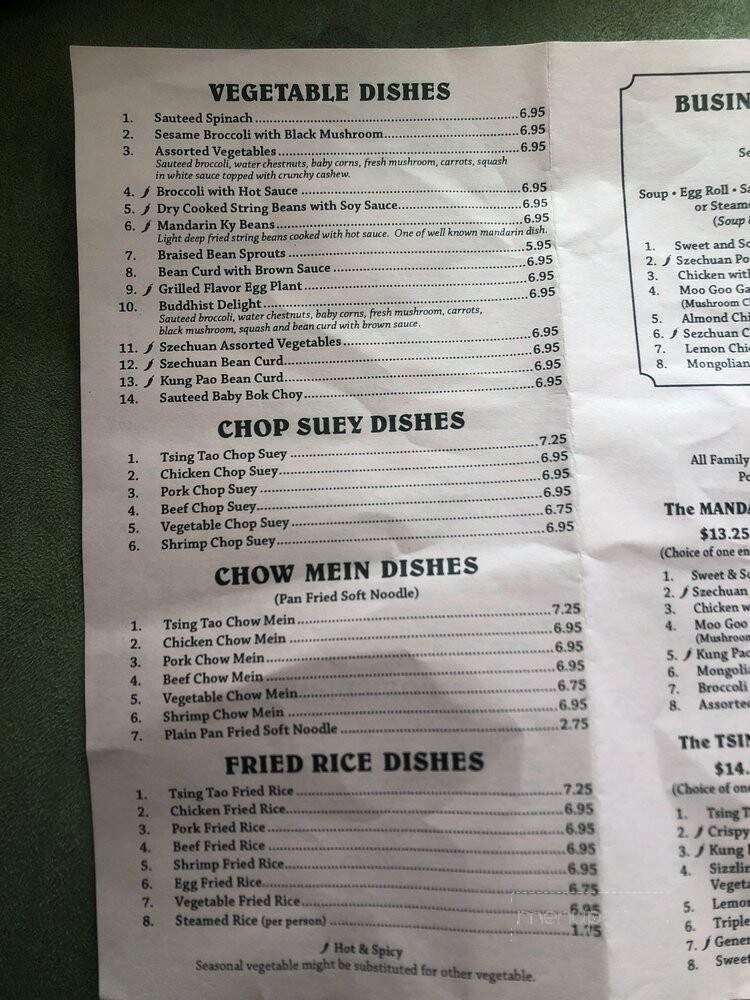 VEGETABLE DISHES
1. Sauteed Spinach 6.95
2. Sesame Broccoli with Black Mushroom 6.95
3. Assorted Vegetables 6.95
Sauteed broccoli, water chestnuts, baby corns, fresh mushroom, carrots, squash
in white sauce topped with crunchy cashew.
4. Broccoli with Hot Sauce 6.95
5. Dry Cooked String Beans with Soy Sauce 6.95
6. Mandarin Ky Beans 6.95
Light deep fried string beans cooked with hot sauce. One of well known mandarin dish.
7. Braised Bean Sprouts 5.95
8. Bean Curd with Brown Sauce 6.95
9. Grilled Flavor Egg Plant 6.95
10. Buddhist Delight 6.95
Sauteed broccoli, water chestnuts, baby corns, fresh mushroom, carrots,
black mushroom, squash and bean curd with brown sauce.
11. Szechuan Assorted Vegetables 6.95
12. Szechuan Bean Curd 6.95
13. Kung Pao Bean Curd 6.95
14. Sauteed Baby Bok Choy 6.95
CHOP SUEY DISHES
1. Tsing Tao Chop Suey 7.25
2. Chicken Chop Suey 6.95
3. Pork Chop Suey 6.95
4. Beef Chop Suey 6.95
5. Vegetable Chop Suey 6.75
6. Shrimp Chop Suey 6.95
CHOW MEIN DISHES
(Pan Fried Soft Noodle)
1. Tsing Tao Chow Mein 7.25
2. Chicken Chow Mein 6.95
3. Pork Chow Mein 6.95
4. Beef Chow Mein 6.95
5. Vegetable Chow Mein 6.75
6. Shrimp Chow Mein 6.95
7. Plain Pan Fried Soft Noodle 2.75
FRIED RICE DISHES
1. Tsing Tao Fried Rice 7.25
2. Chicken Fried Rice 6.95
3. Pork Fried Rice 6.95
4. Beef Fried Rice 6.95
5. Shrimp Fried Rice 6.95
6. Egg Fried Rice 6.75
7. Vegetable Fried Rice 6.95
8. Steamed Rice (per person)
Hot & Spicy
Seasonal vegetable might be substituted for other vegetable.
BUSIN
Se
Soup • Egg Roll • Sa
or Steame
(Soup
1. Sweet and So
2. Szechuan Po
3. Chicken with
4. Moo Goo Ga
(Mushroom C
5. Almond Chi
6. Sezchuan C
7. Lemon Chi
8. Mongolian
All Family
The MANDA
$13.25
(Choice of one en
1. Sweet & So
2. Szechuan
3. Chicken w
4. Moo Goo
(Mushroom
5. Kung Pao
6. Mongolia
7. Broccoli
8. Assorted
The TSIN
$14.
(Choice of one
1. Tsing T
2. Crispy
3. Kung
4. Sizzlin
Vegeta
5. Lemon
6. Triple
7. Gener
8. Sweet